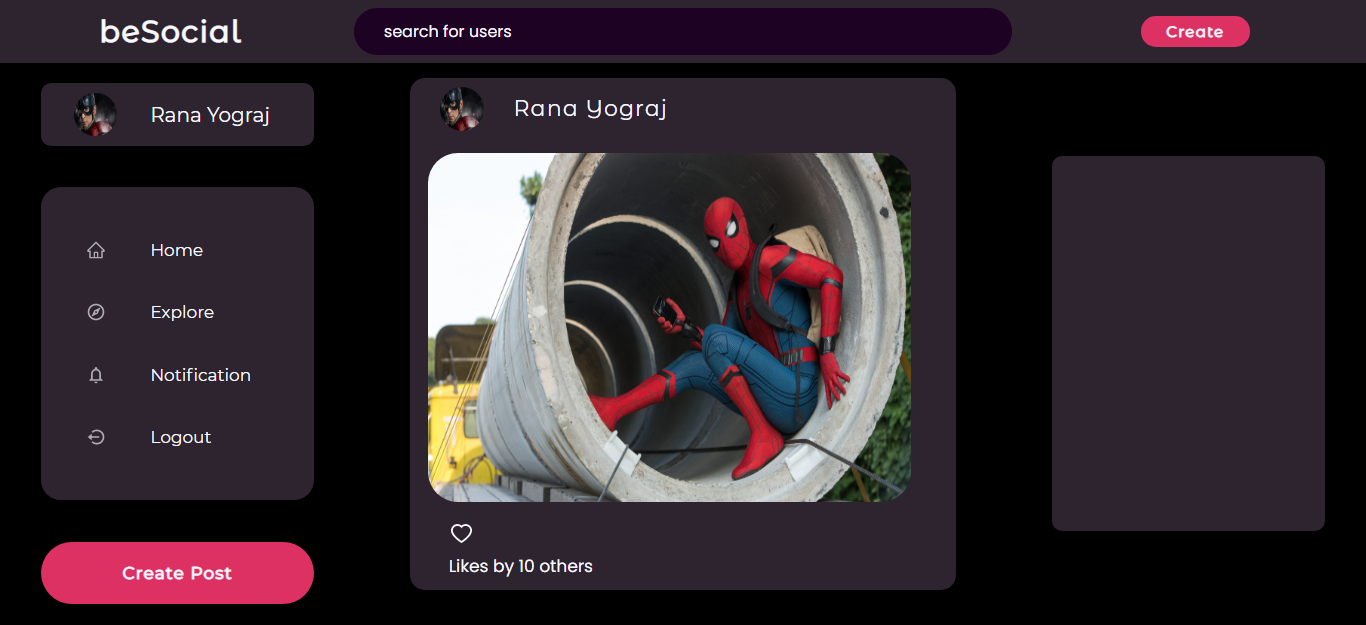 beSocial
search for users
Create
Rana Yograj
Home
Explore
Notification
Logout
Create Post
Rana Yograj
Likes by 10 others